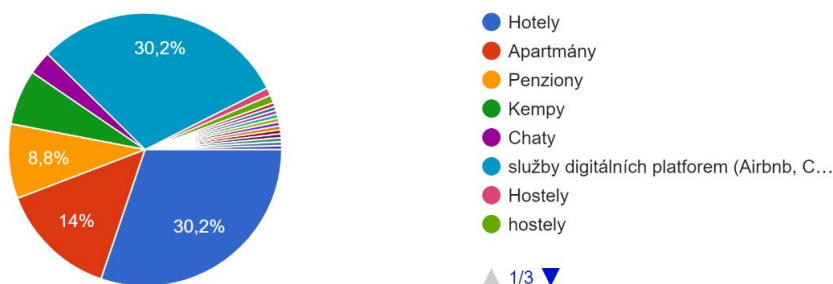 30,2%
8,8%
14%
30,2%
Hotely
Apartmány
Penziony
Kempy
Chaty
služby digitálních platforem (Airbnb, C...
Hostely
hostely
1/3